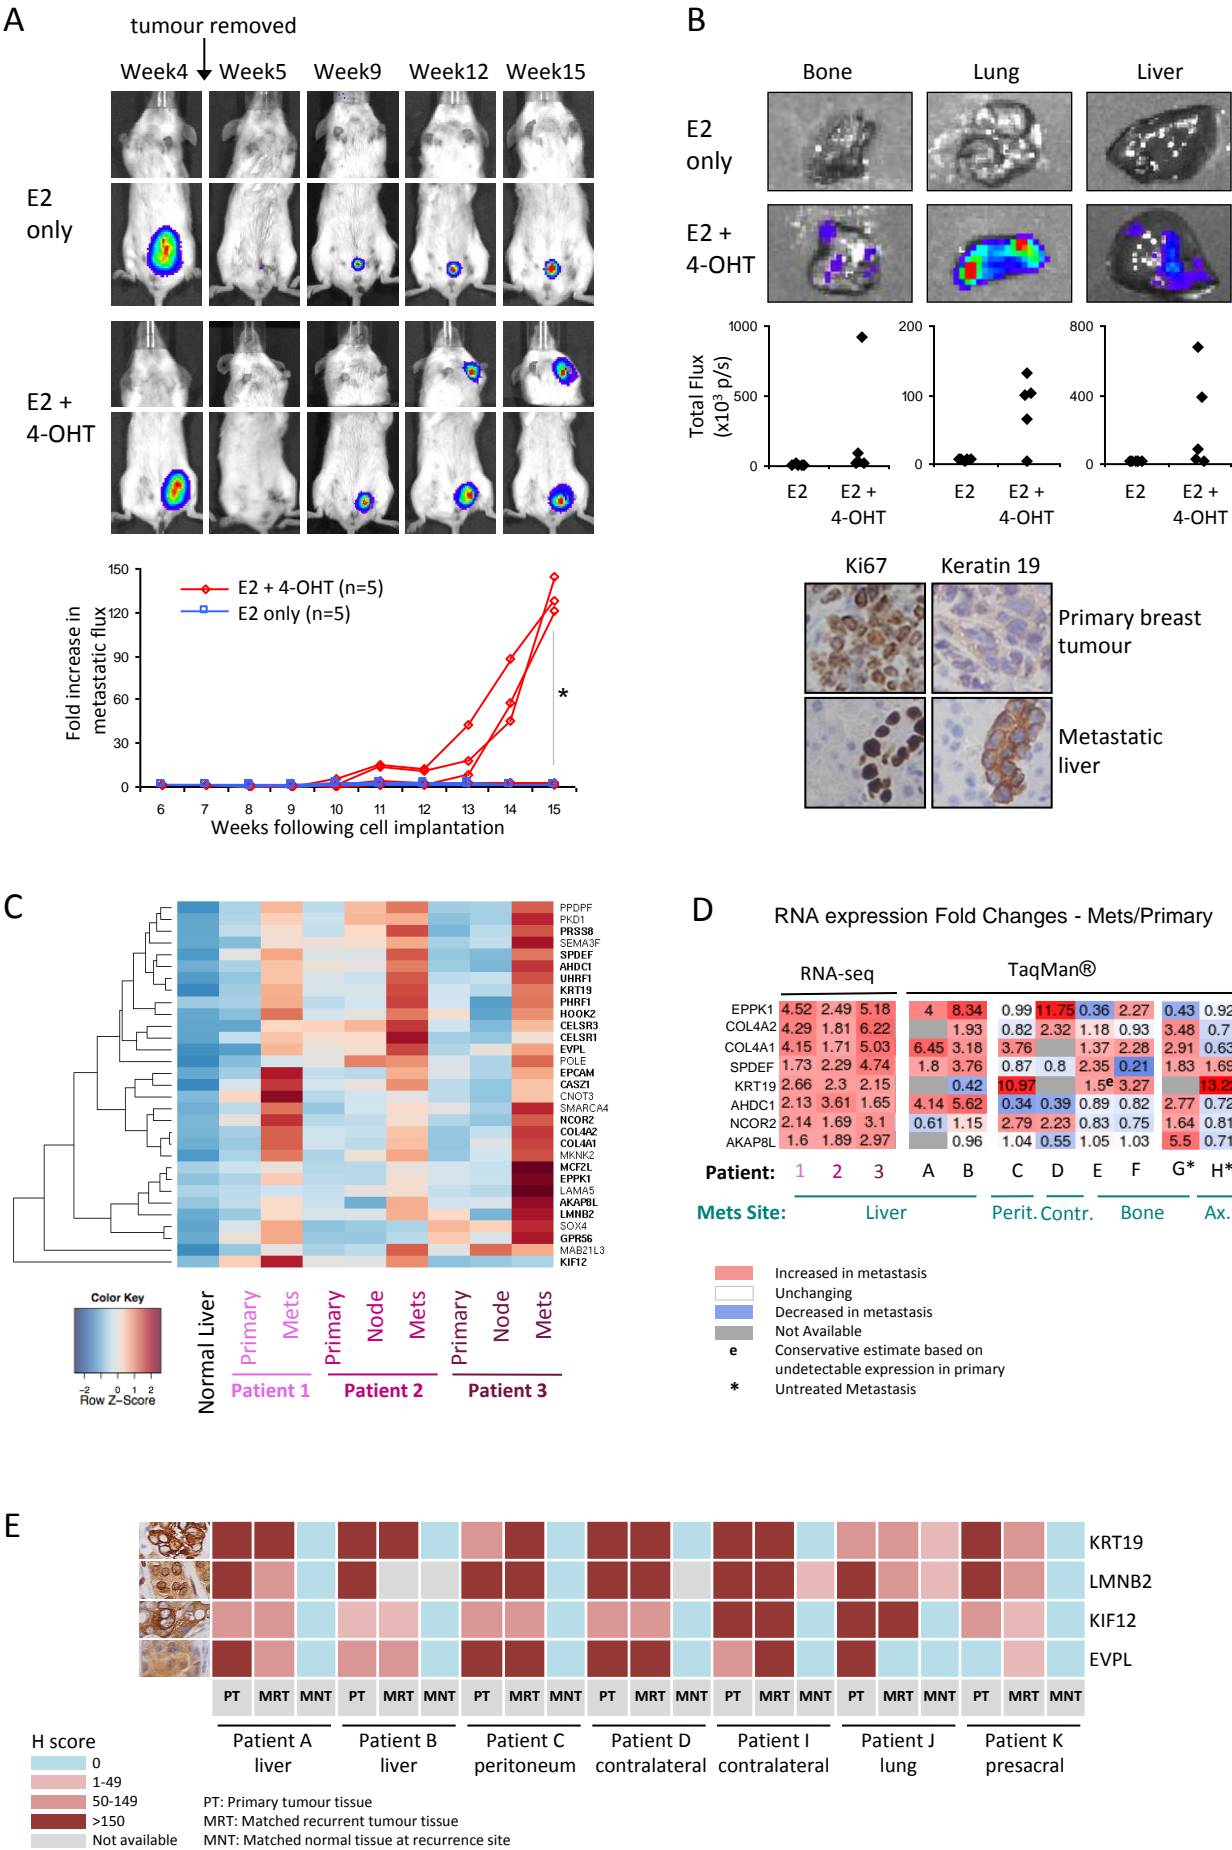 A
tumour removed
Week4
Week5
Week9
Week12
Week15
E2
only
E2 +
4-OHT
150
120
90
60
30
0
Fold increase in
metastatic flux
E2 + 4-OHT (n=5)
E2 only (n=5)
*
6 7 8 9 10 11 12 13 14 15
Weeks following cell implantation
B
Bone
Lung
Liver
E2
only
E2 +
4-OHT
Total Flux
(x10³ p/s)
1000
500
0
200
100
0
800
400
0
E2
E2 +
4-OHT
E2
E2 +
4-OHT
E2
E2 +
4-OHT
Ki67
Keratin 19
Primary breast
tumour
Metastatic
liver
C
PPDPF
PKD1
PRSS8
SEMA3F
SPDEF
AHDC1
UHRF1
KRT19
PHRF1
HOOK2
CELSR3
CELSR1
EVPL
POLE
EPCAM
CASZ1
CNOT3
SMARCA4
NCOR2
COL4A2
COL4A1
MKNK2
MCF2L
EPPK1
LAMA5
AKAP8L
LMNB2
SOX4
GPR56
MAB21L3
KIF12
Color Key
-2 0 1 2
Row Z-Score
Normal Liver
Primary
Mets
Primary
Node
Mets
Primary
Node
Mets
Patient 1
Patient 2
Patient 3
D
RNA expression Fold Changes - Mets/Primary
RNA-seq
TaqMan®
EPPK1 4.52 2.49 5.18 4 8.34 0.99 11.75 0.36 2.27 0.43 0.92
COL4A2 4.29 1.81 6.22 1.93 0.82 2.32 1.18 0.93 3.48 0.7
COL4A1 4.15 1.71 5.03 6.45 3.18 3.76 1.37 2.28 2.91 0.63
SPDEF 1.73 2.29 4.74 1.8 3.76 0.87 0.8 2.35 0.21 1.83 1.69
KRT19 2.66 2.3 2.15 0.42 10.97 1.5e 3.27 13.22
AHDC1 2.13 3.61 1.65 4.14 5.62 0.34 0.39 0.89 0.82 2.77 0.72
NCOR2 2.14 1.69 3.1 0.61 1.15 2.79 2.23 0.83 0.75 1.64 0.81
AKAP8L 1.6 1.89 2.97 0.96 1.04 0.55 1.05 1.03 5.5 0.71
Patient: 1 2 3 A B C D E F G* H*
Mets Site: Liver Perit. Contr. Bone Ax.
Increased in metastasis
Unchanging
Decreased in metastasis
Not Available
e Conservative estimate based on
undetectable expression in primary
* Untreated Metastasis
E
KRT19
LMNB2
KIF12
EVPL
PT MRT MNT PT MRT MNT PT MRT MNT PT MRT MNT PT MRT MNT PT MRT MNT PT MRT MNT
Patient A
liver
Patient B
liver
Patient C
peritoneum
Patient D
contralateral
Patient I
contralateral
Patient J
lung
Patient K
presacral
H score
0
1-49
50-149
>150
Not available
PT: Primary tumour tissue
MRT: Matched recurrent tumour tissue
MNT: Matched normal tissue at recurrence site